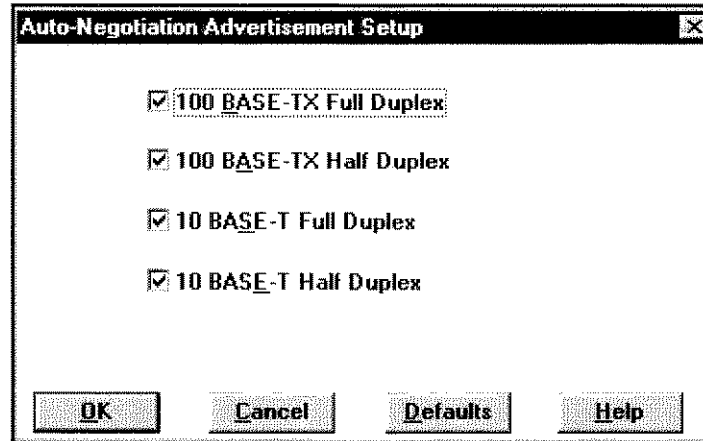 Auto-Negotiation Advertisement Setup
100 BASE-TX Full Duplex
100 BASE-TX Half Duplex
10 BASE-T Full Duplex
10 BASE-T Half Duplex
OK Cancel Defaults Help